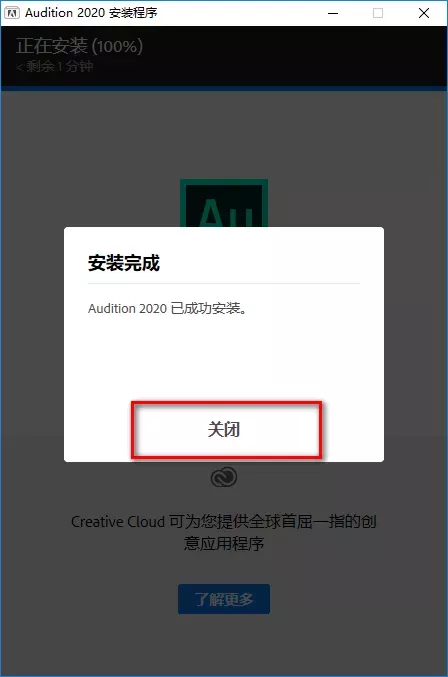 Audition 2020 安装程序
正在安装 (100%)
< 剩余 1 分钟
Au
安装完成
Audition 2020 已成功安装。
关闭
Creative Cloud 可为您提供全球首屈一指的创
意应用程序
了解更多